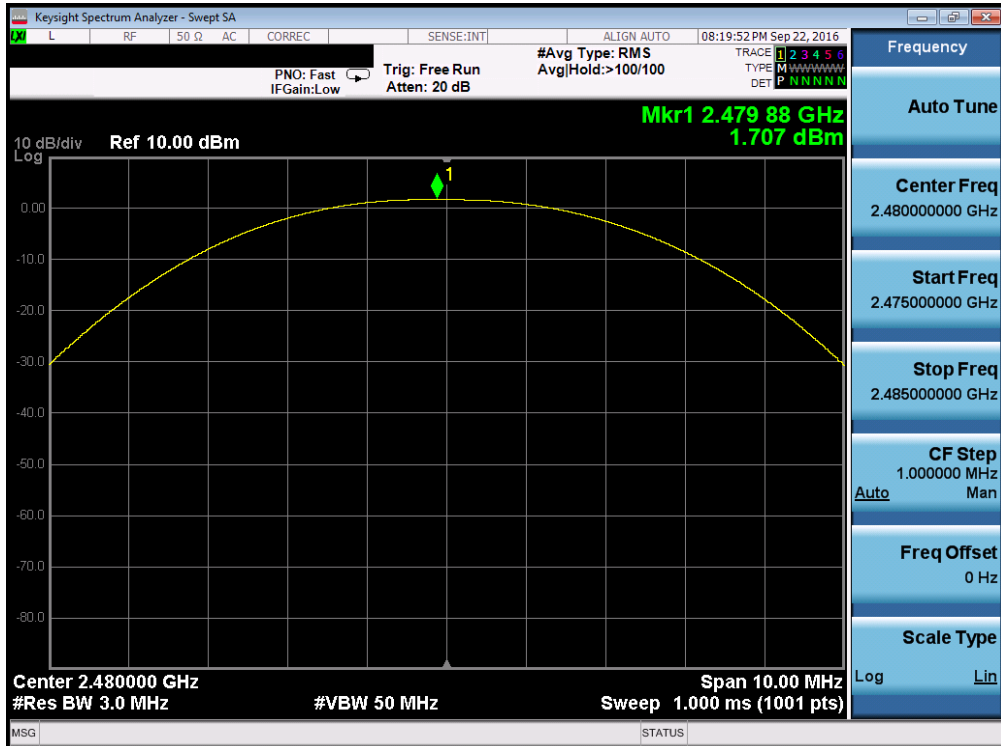 Keysight Spectrum Analyzer - Swept SA
LXI L RF 50 Ω AC CORREC SENSE:INT ALIGN AUTO 08:19:52 PM Sep 22, 2016
Frequency
PNO: Fast
IFGain:Low
Trig: Free Run
Atten: 20 dB
#Avg Type: RMS
Avg|Hold:>100/100
TRACE 1 2 3 4 5 6
TYPE M WWWWW
DET P N N N N N
Auto Tune
Mkr1 2.479 88 GHz
1.707 dBm
10 dB/div Ref 10.00 dBm
Log
1
0.00
-10.0
-20.0
-30.0
-40.0
-50.0
-60.0
-70.0
-80.0
Center Freq
2.480000000 GHz
Start Freq
2.475000000 GHz
Stop Freq
2.485000000 GHz
CF Step
1.000000 MHz
Auto Man
Freq Offset
0 Hz
Scale Type
Log Lin
Center 2.480000 GHz Span 10.00 MHz
#Res BW 3.0 MHz #VBW 50 MHz Sweep 1.000 ms (1001 pts)
MSG STATUS